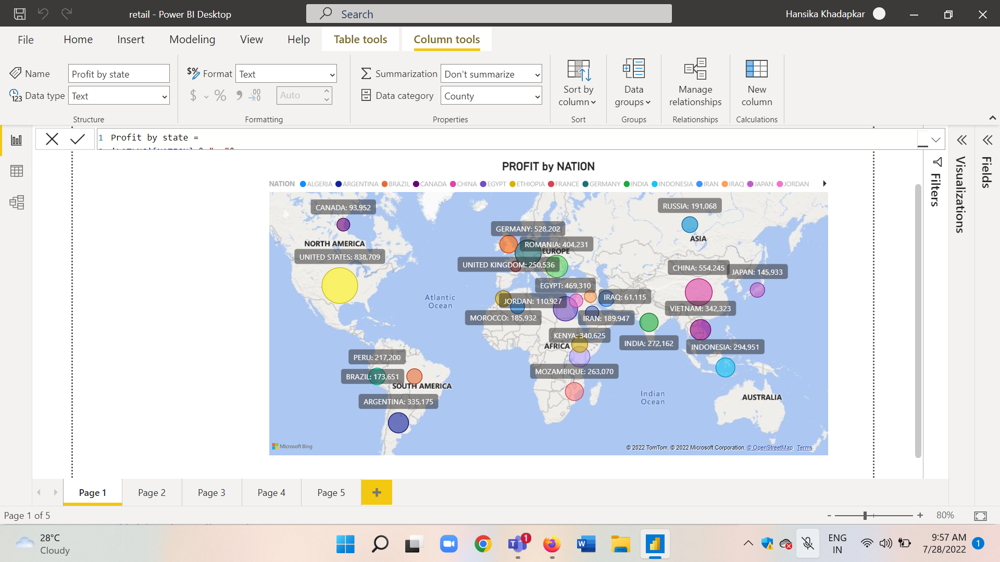 retail - Power BI Desktop
Search
Hansika Khadapkar
File Home Insert Modeling View Help Table tools Column tools
Name Profit by state
Data type Text
Structure
Format Text
$ % 9 .00 Auto
Formatting
Summarization Don't summarize
Data category County
Properties
Sort by column
Sort
Data groups
Groups
Manage relationships
Relationships
New column
Calculations
1 Profit by state =
PROFIT by NATION
NATION ALGERIA ARGENTINA BRAZIL CANADA CHINA EGYPT ETHIOPIA FRANCE GERMANY INDIA INDONESIA IRAN IRAQ JAPAN JORDAN
CANADA: 93,952
RUSSIA: 191,068
GERMANY: 528,202
NORTH AMERICA
ROMANIA: 404,231
ASIA
EUROPE
UNITED STATES: 838,709
UNITED KINGDOM: 250,536
CHINA: 554,245
JAPAN: 145,933
EGYPT: 469,310
Atlantic
Ocean
JORDAN: 110,927
IRAQ: 61,115
VIETNAM: 342,323
MOROCCO: 185,932
IRAN: 189,947
KENYA: 340,625
AFRICA
INDIA: 272,162
INDONESIA: 294,951
PERU: 217,200
MOZAMBIQUE: 263,070
BRAZIL: 173,651
SOUTH AMERICA
Indian
Ocean
AUSTRALIA
ARGENTINA: 335,175
Microsoft Bing
© 2022 TomTom, © 2022 Microsoft Corporation, © OpenStreetMap Terms
Filters
Visualizations
Fields
Page 1 Page 2 Page 3 Page 4 Page 5 +
Page 1 of 5
- + 80%
28°C
Cloudy
1
ENG
IN
9:57 AM
7/28/2022
1